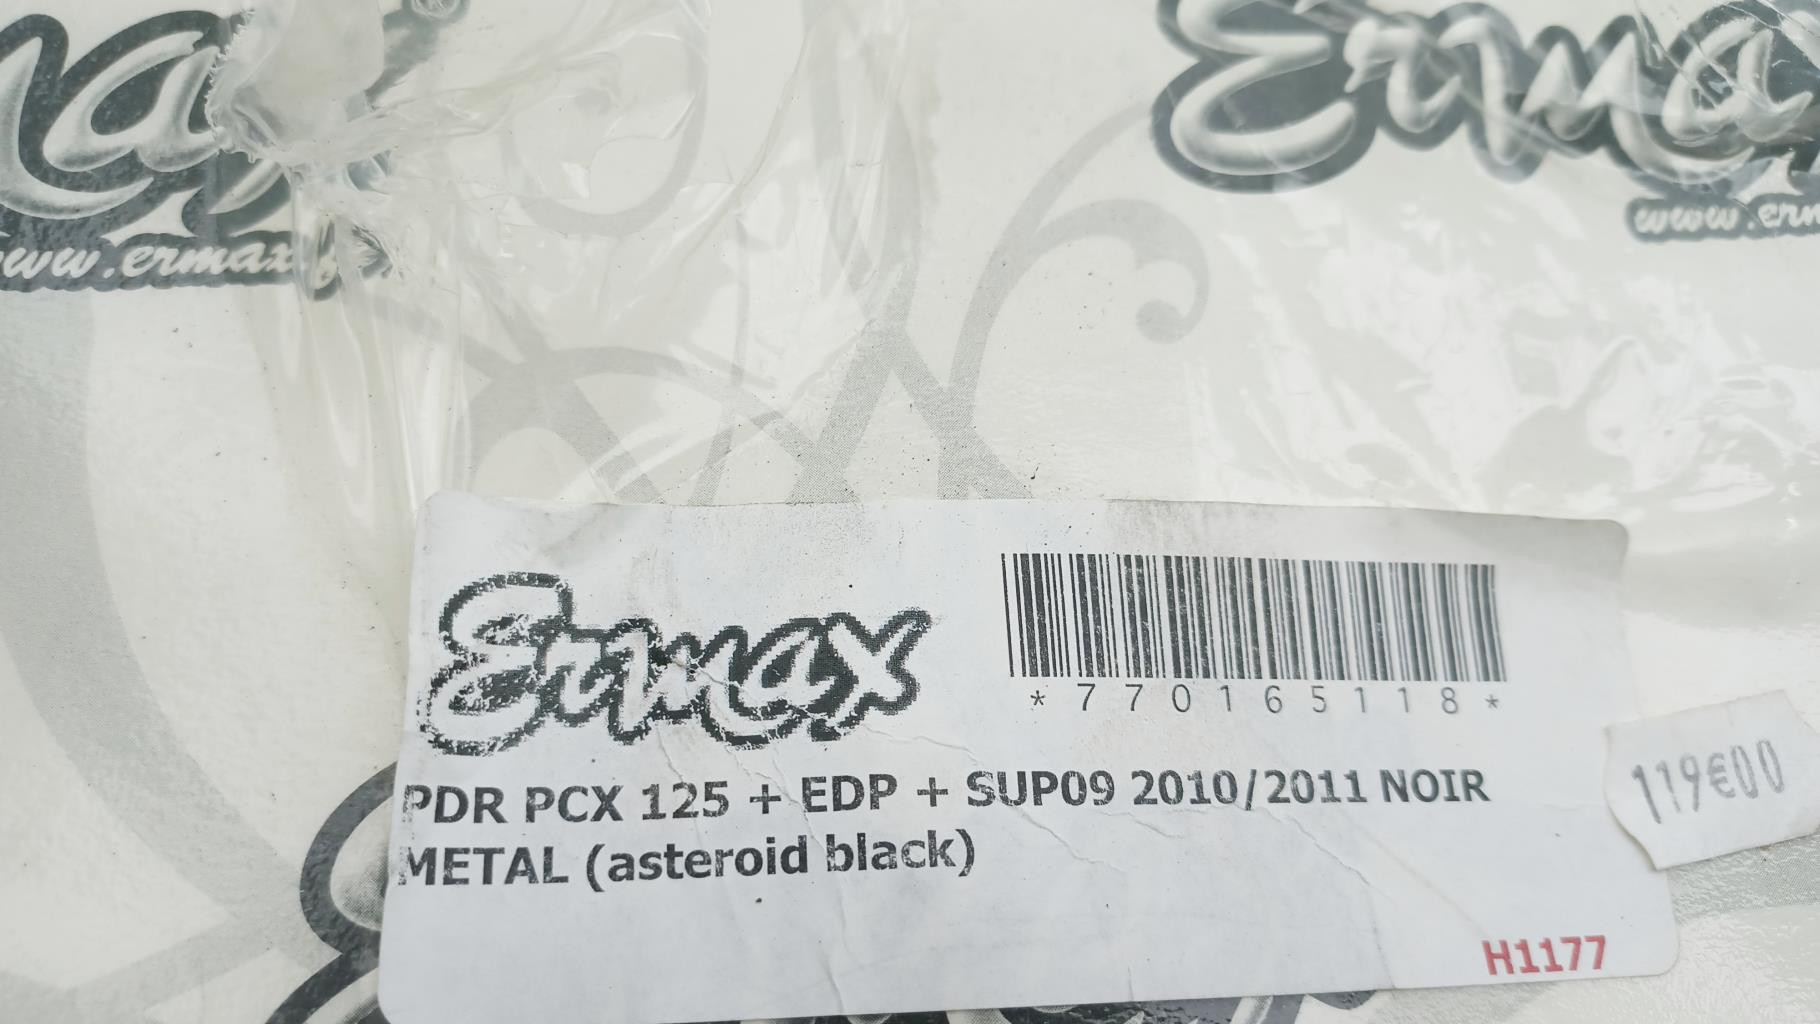 Ermax
www.ermax.f
Erma
www.erm
Ermax
*770165118*
PDR PCX 125 + EDP + SUP09 2010/2011 NOIR
METAL (asteroid black)
119€00
H1177